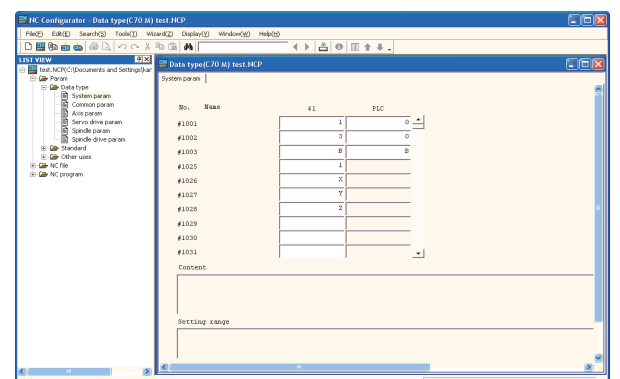 NC Configurator - Data type(C70 M) test.NCP
File(F) Edit(E) Search(S) Tools(T) Wizard(Z) Display(V) Window(W) Help(H)
LIST VIEW
test.NCP(C:\Documents and Settings\kar
Param
Data type
System param
Common param
Axis param
Servo drive param
Spindle param
Spindle drive param
Standard
Other uses
NC file
NC program
Data type(C70 M) test.NCP
System param
No. Name $1 PLC
#1001 1 0
#1002 3 0
#1003 B B
#1025 1
#1026 X
#1027 Y
#1028 Z
#1029
#1030
#1031
Content
Setting range